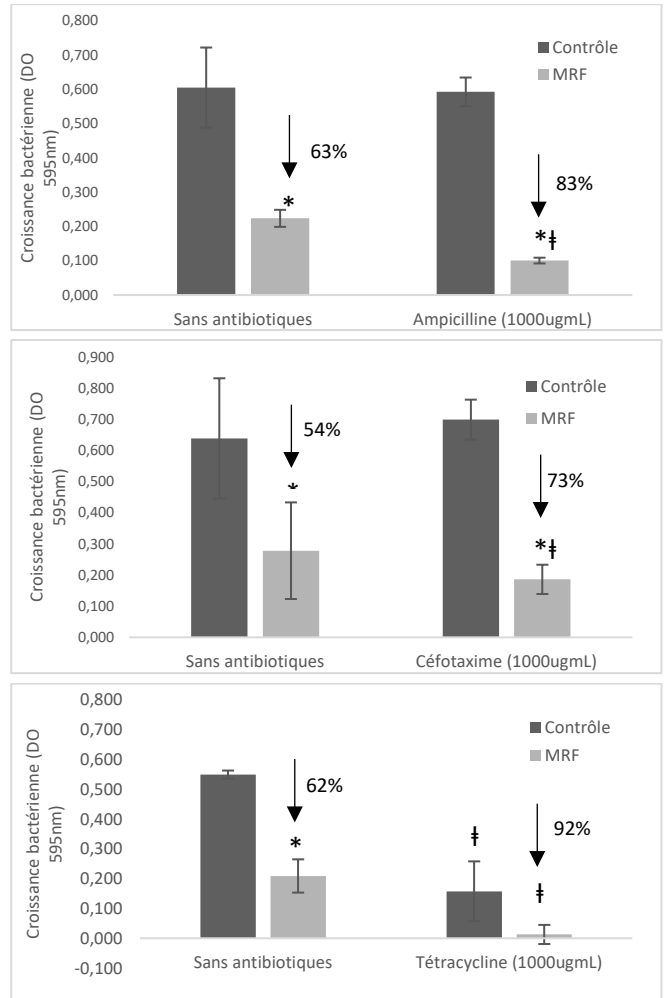 Croissance bactérienne (DO
595nm)
0,800
0,700
0,600
0,500
0,400
0,300
0,200
0,100
0,000
Contrôle
MRF
63%
*
83%
*ǂ
Sans antibiotiques
Ampicilline (1000ugmL)
Croissance bactérienne (DO
595nm)
0,900
0,800
0,700
0,600
0,500
0,400
0,300
0,200
0,100
0,000
Contrôle
MRF
54%
*
73%
*ǂ
Sans antibiotiques
Céfotaxime (1000ugmL)
Croissance bactérienne (DO
595nm)
0,800
0,700
0,600
0,500
0,400
0,300
0,200
0,100
0,000
-0,100
Contrôle
MRF
62%
*
ǂ
92%
ǂ
Sans antibiotiques
Tétracycline (1000ugmL)